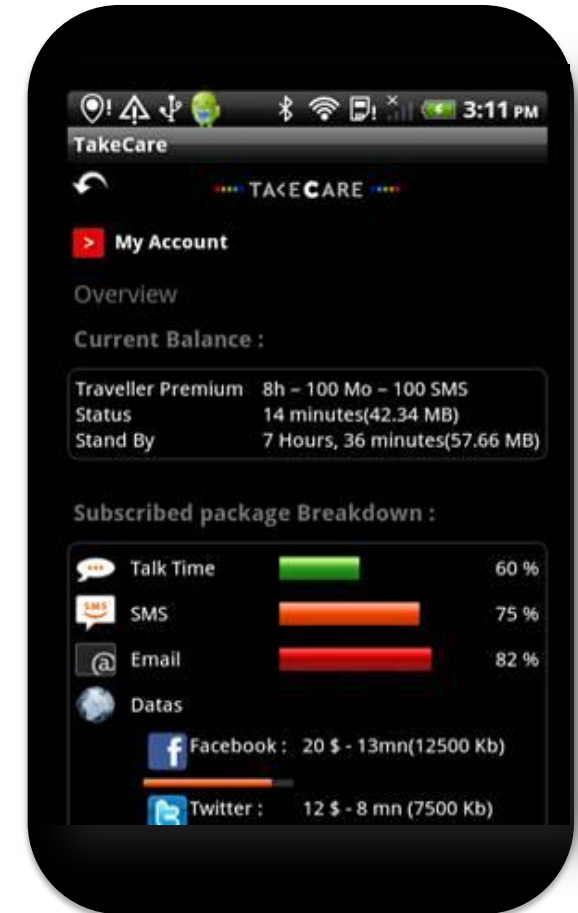 3:11 PM
TakeCare
TAKECARE
> My Account
Overview
Current Balance :
Traveller Premium 8h – 100 Mo – 100 SMS
Status 14 minutes(42.34 MB)
Stand By 7 Hours, 36 minutes(57.66 MB)
Subscribed package Breakdown :
Talk Time 60 %
SMS SMS 75 %
@ Email 82 %
Datas
f Facebook : 20 $ - 13mn(12500 Kb)
Twitter : 12 $ - 8 mn (7500 Kb)